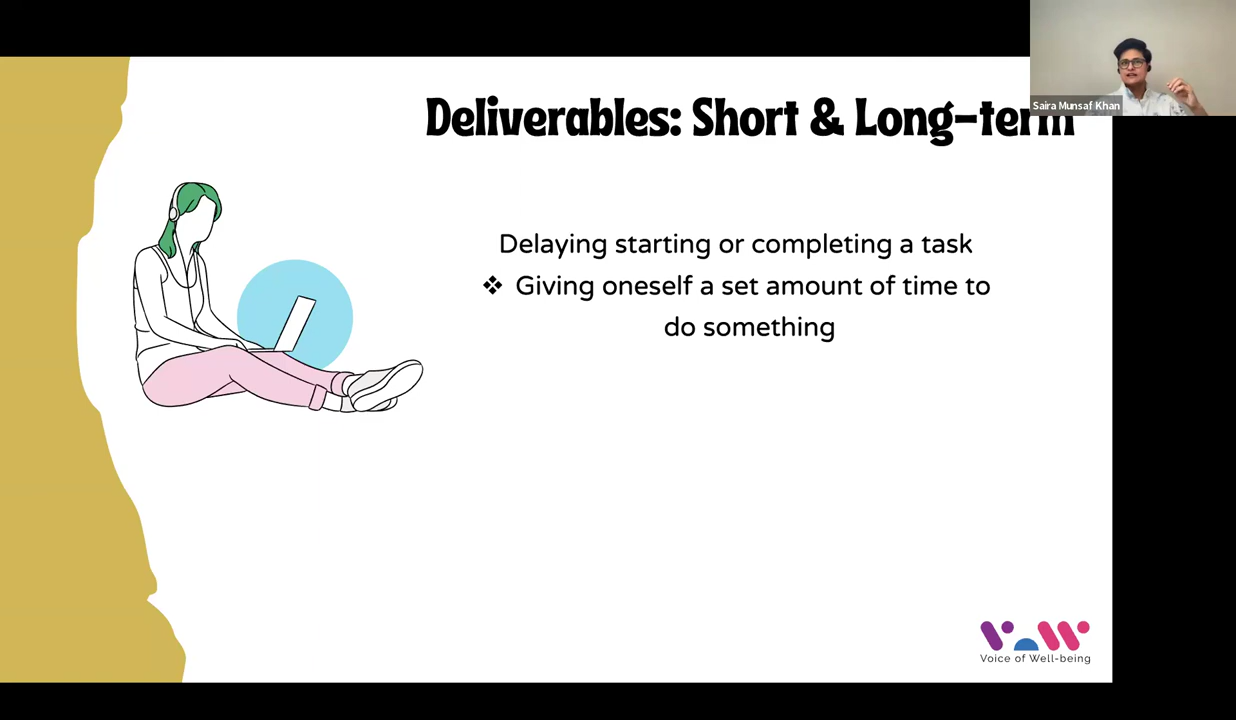 Saira Munsaf Khan
Deliverables: Short & Long-term
Delaying starting or completing a task
❖ Giving oneself a set amount of time to
do something
VOW
Voice of Well-being